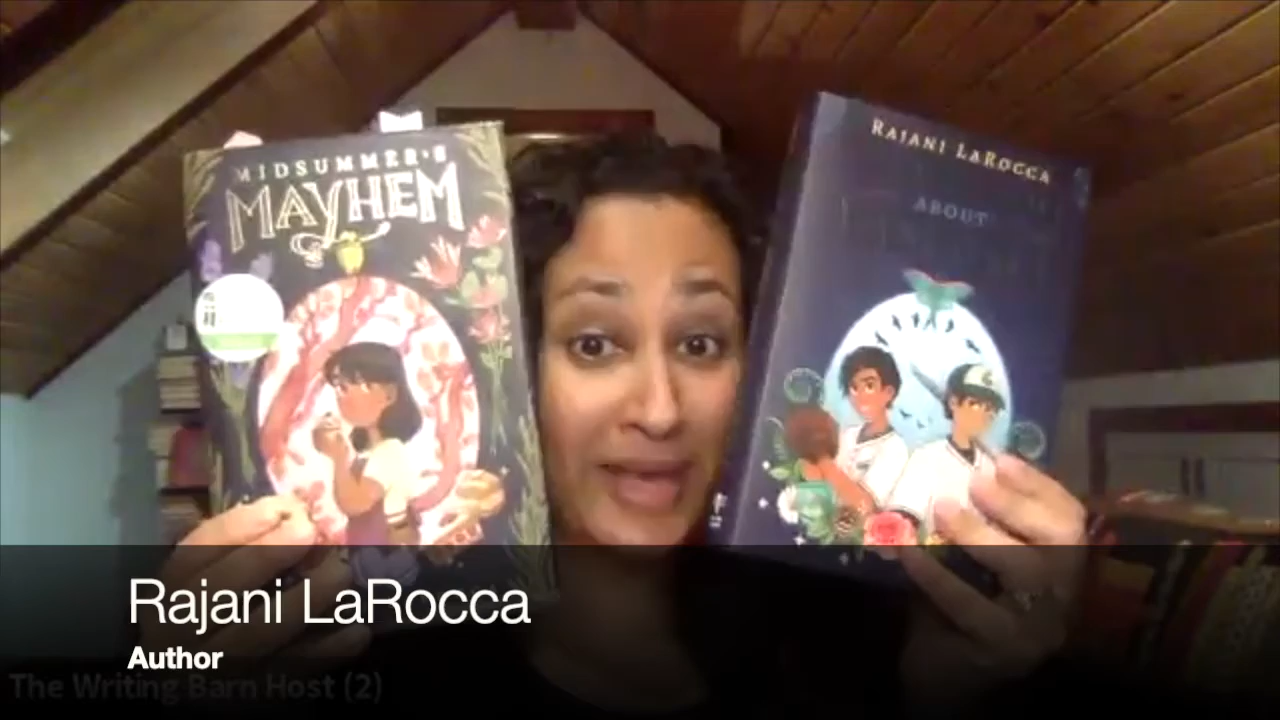 MIDSUMMER'S
MAYHEM
RAJANI LAROCCA
ABOUT
Rajani LaRocca
Author
The Writing Barn Host (2)